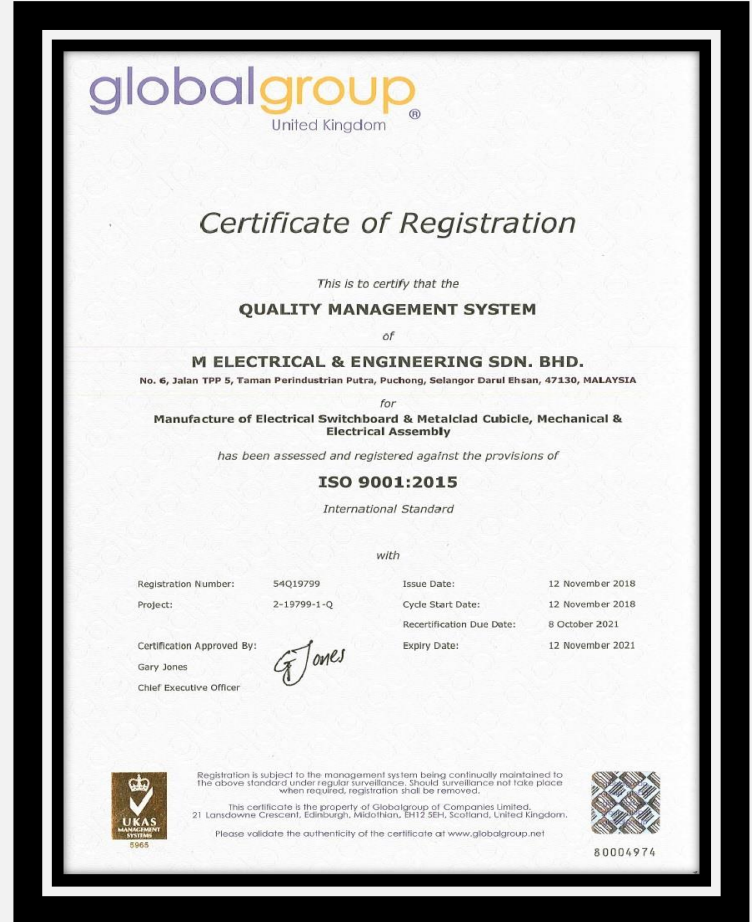 globalgroup
®
United Kingdom
Certificate of Registration
This is to certify that the
QUALITY MANAGEMENT SYSTEM
of
M ELECTRICAL & ENGINEERING SDN. BHD.
No. 6, Jalan TPP 5, Taman Perindustrian Putra, Puchong, Selangor Darul Ehsan, 47130, MALAYSIA
for
Manufacture of Electrical Switchboard & Metalclad Cubicle, Mechanical &
Electrical Assembly
has been assessed and registered against the provisions of
ISO 9001:2015
International Standard
with
Registration Number: 54Q19799 Issue Date: 12 November 2018
Project: 2-19799-1-Q Cycle Start Date: 12 November 2018
Recertification Due Date: 8 October 2021
Certification Approved By: Expiry Date: 12 November 2021
G Jones
Gary Jones
Chief Executive Officer
Registration is subject to the management system being continually maintained to
the above standard under regular surveillance. Should surveillance not take place
when required, registration shall be removed.
This certificate is the property of Globalgroup of Companies Limited.
21 Lansdowne Crescent, Edinburgh, Midothian, EH12 5EH, Scotland, United Kingdom.
Please validate the authenticity of the certificate at www.globalgroup.net
UKAS
MANAGEMENT
SYSTEMS
5965
80004974